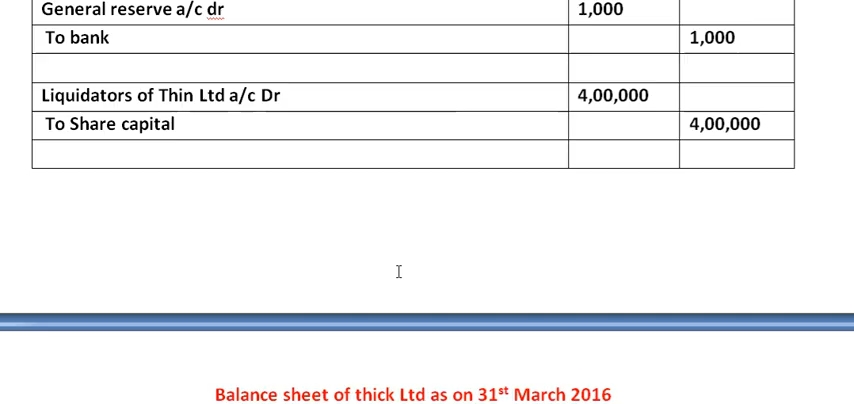 General reserve a/c dr 1,000
To bank 1,000
Liquidators of Thin Ltd a/c Dr 4,00,000
To Share capital 4,00,000
Balance sheet of thick Ltd as on 31st March 2016